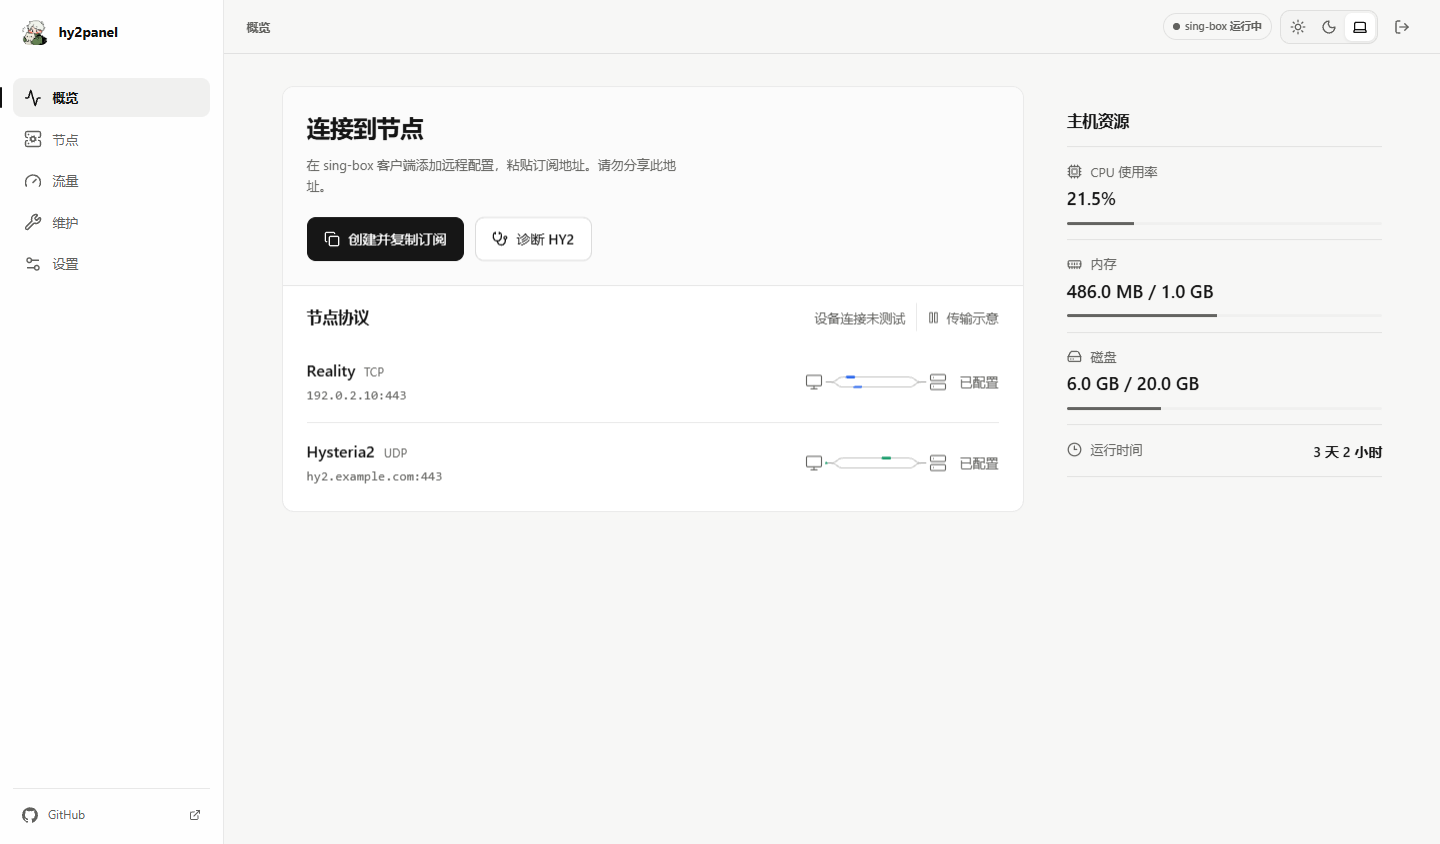 hy2panel
概览
节点
流量
维护
设置
GitHub
概览
sing-box 运行中
连接到节点
在 sing-box 客户端添加远程配置，粘贴订阅地址。请勿分享此地
址。
创建并复制订阅
诊断 HY2
节点协议
设备连接未测试
传输示意
Reality TCP
192.0.2.10:443
已配置
Hysteria2 UDP
hy2.example.com:443
已配置
主机资源
CPU 使用率
21.5%
内存
486.0 MB / 1.0 GB
磁盘
6.0 GB / 20.0 GB
运行时间
3 天 2 小时